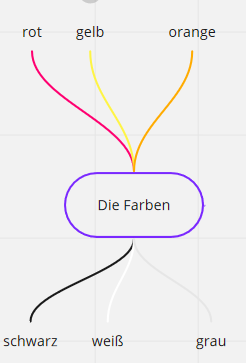 rot gelb orange
Die Farben
schwarz weiß grau